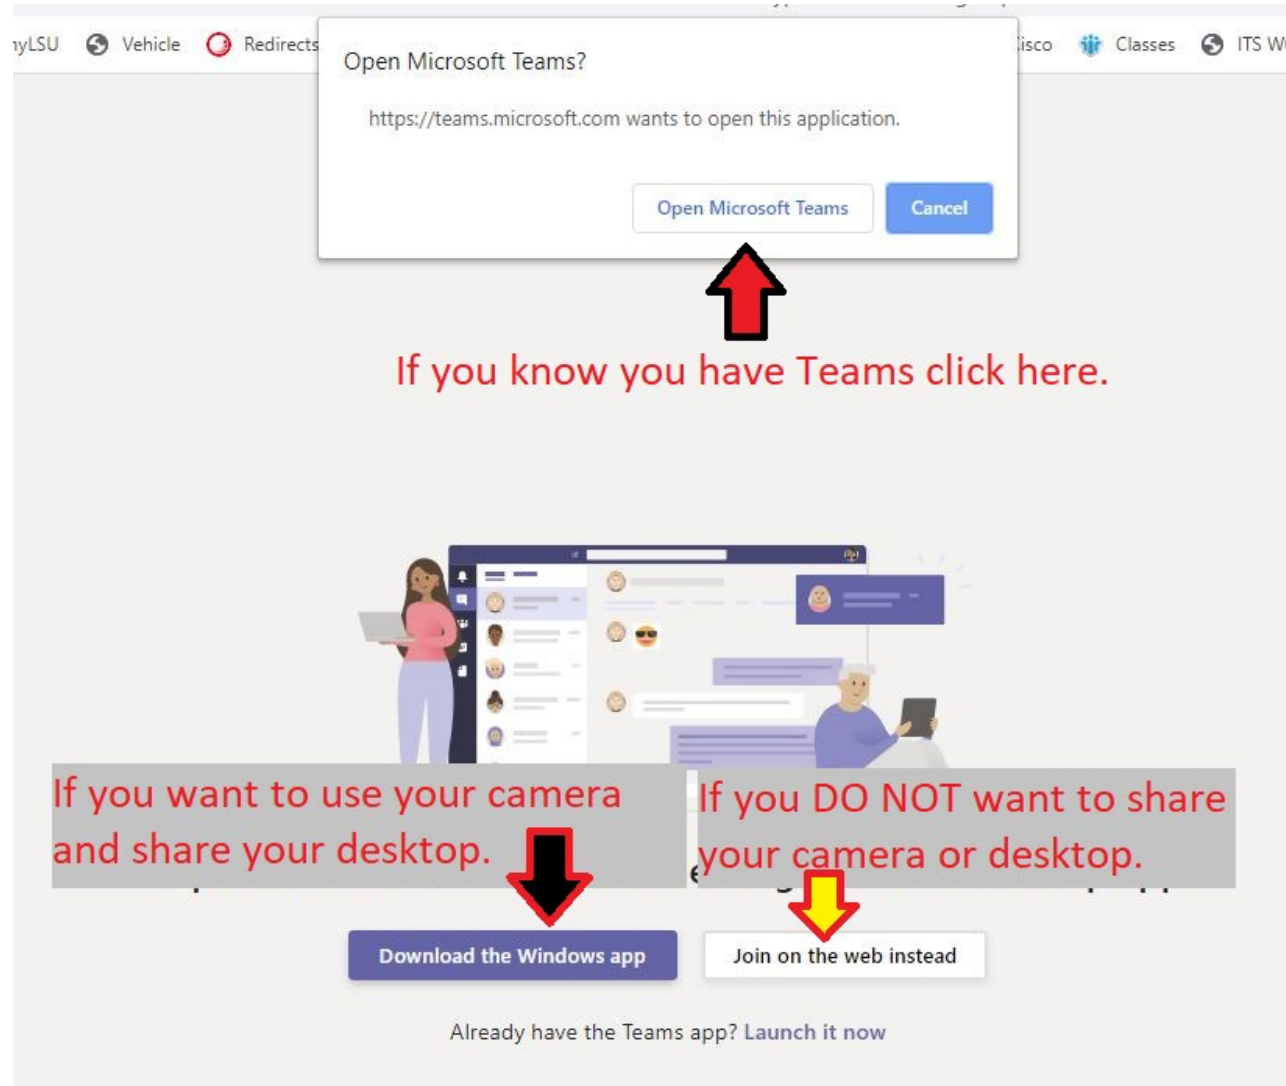 Vehicle
Redirects
Classes
ITS
Open Microsoft Teams?
https://teams.microsoft.com wants to open this application.
Open Microsoft Teams
Cancel
If you know you have Teams click here.
If you want to use your camera
and share your desktop.
If you DO NOT want to share
your camera or desktop.
Download the Windows app
Join on the web instead
Already have the Teams app? Launch it now